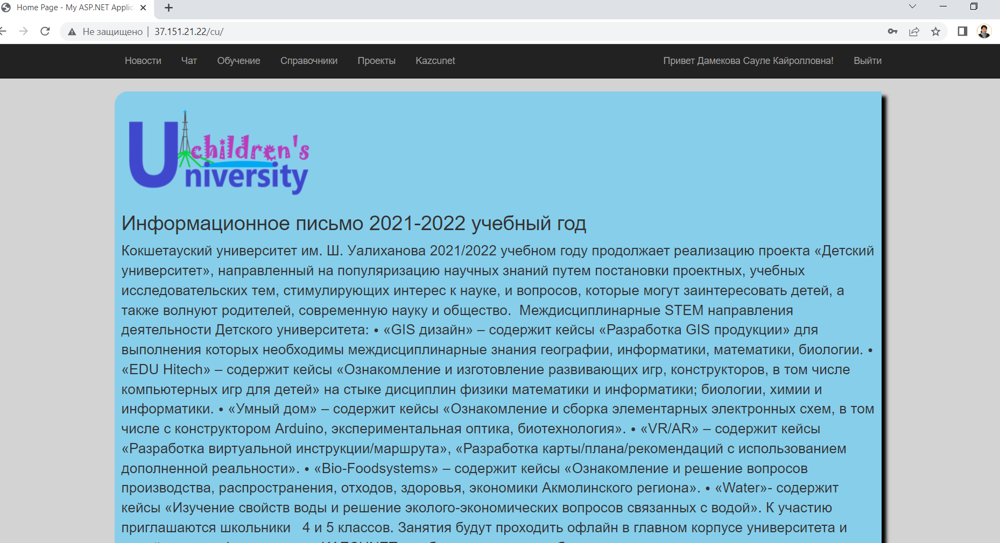 Home Page - My ASP.NET Applic
Не защищено | 37.151.21.22/cu/
Новости Чат Обучение Справочники Проекты Kazcunet Привет Дамекова Сауле Кайролловна! Выйти
children's
University
Информационное письмо 2021-2022 учебный год
Кокшетауский университет им. Ш. Уалиханова 2021/2022 учебном году продолжает реализацию проекта «Детский
университет», направленный на популяризацию научных знаний путем постановки проектных, учебных
исследовательских тем, стимулирующих интерес к науке, и вопросов, которые могут заинтересовать детей, а
также волнуют родителей, современную науку и общество.  Междисциплинарные STEM направления
деятельности Детского университета: • «GIS дизайн» – содержит кейсы «Разработка GIS продукции» для
выполнения которых необходимы междисциплинарные знания географии, информатики, математики, биологии. •
«EDU Hitech» – содержит кейсы «Ознакомление и изготовление развивающих игр, конструкторов, в том числе
компьютерных игр для детей» на стыке дисциплин физики математики и информатики; биологии, химии и
информатики. • «Умный дом» – содержит кейсы «Ознакомление и сборка элементарных электронных схем, в том
числе с конструктором Arduino, экспериментальная оптика, биотехнология». • «VR/AR» – содержит кейсы
«Разработка виртуальной инструкции/маршрута», «Разработка карты/плана/рекомендаций с использованием
дополненной реальности». • «Bio-Foodsystems» – содержит кейсы «Ознакомление и решение вопросов
производства, распространения, отходов, здоровья, экономики Акмолинского региона». • «Water»- содержит
кейсы «Изучение свойств воды и решение эколого-экономических вопросов связанных с водой». К участию
приглашаются школьники   4 и 5 классов. Занятия будут проходить офлайн в главном корпусе университета и